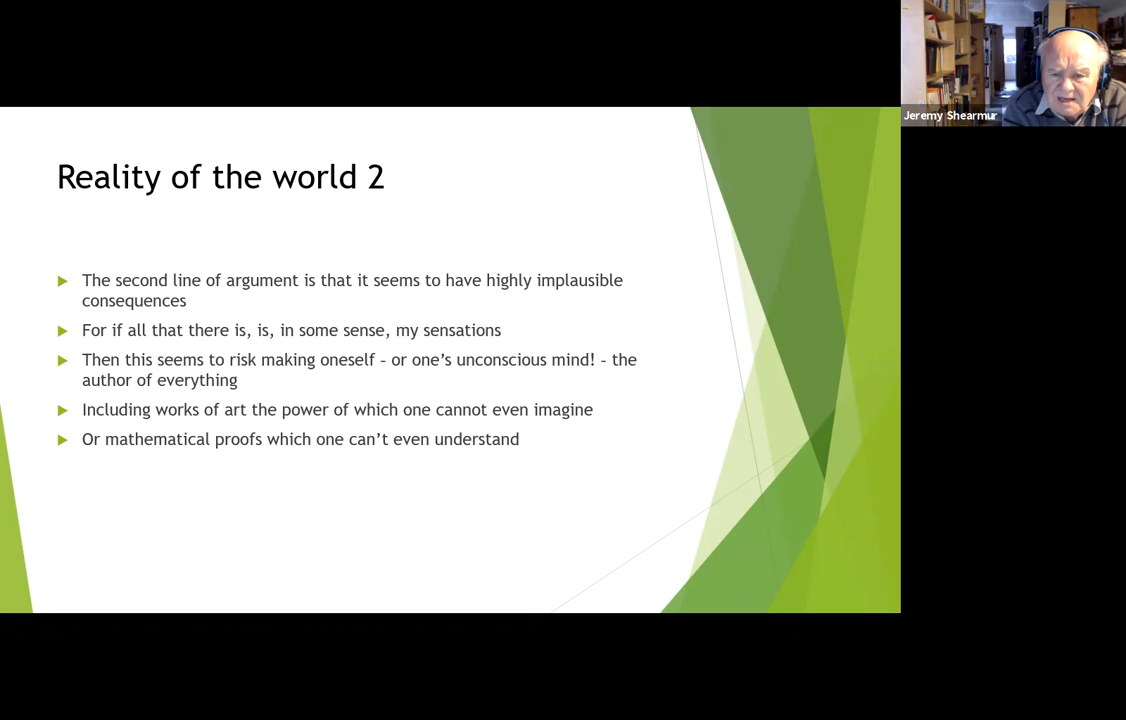 Jeremy Shearmur
Reality of the world 2
The second line of argument is that it seems to have highly implausible
consequences
For if all that there is, is, in some sense, my sensations
Then this seems to risk making oneself – or one’s unconscious mind! – the
author of everything
Including works of art the power of which one cannot even imagine
Or mathematical proofs which one can’t even understand